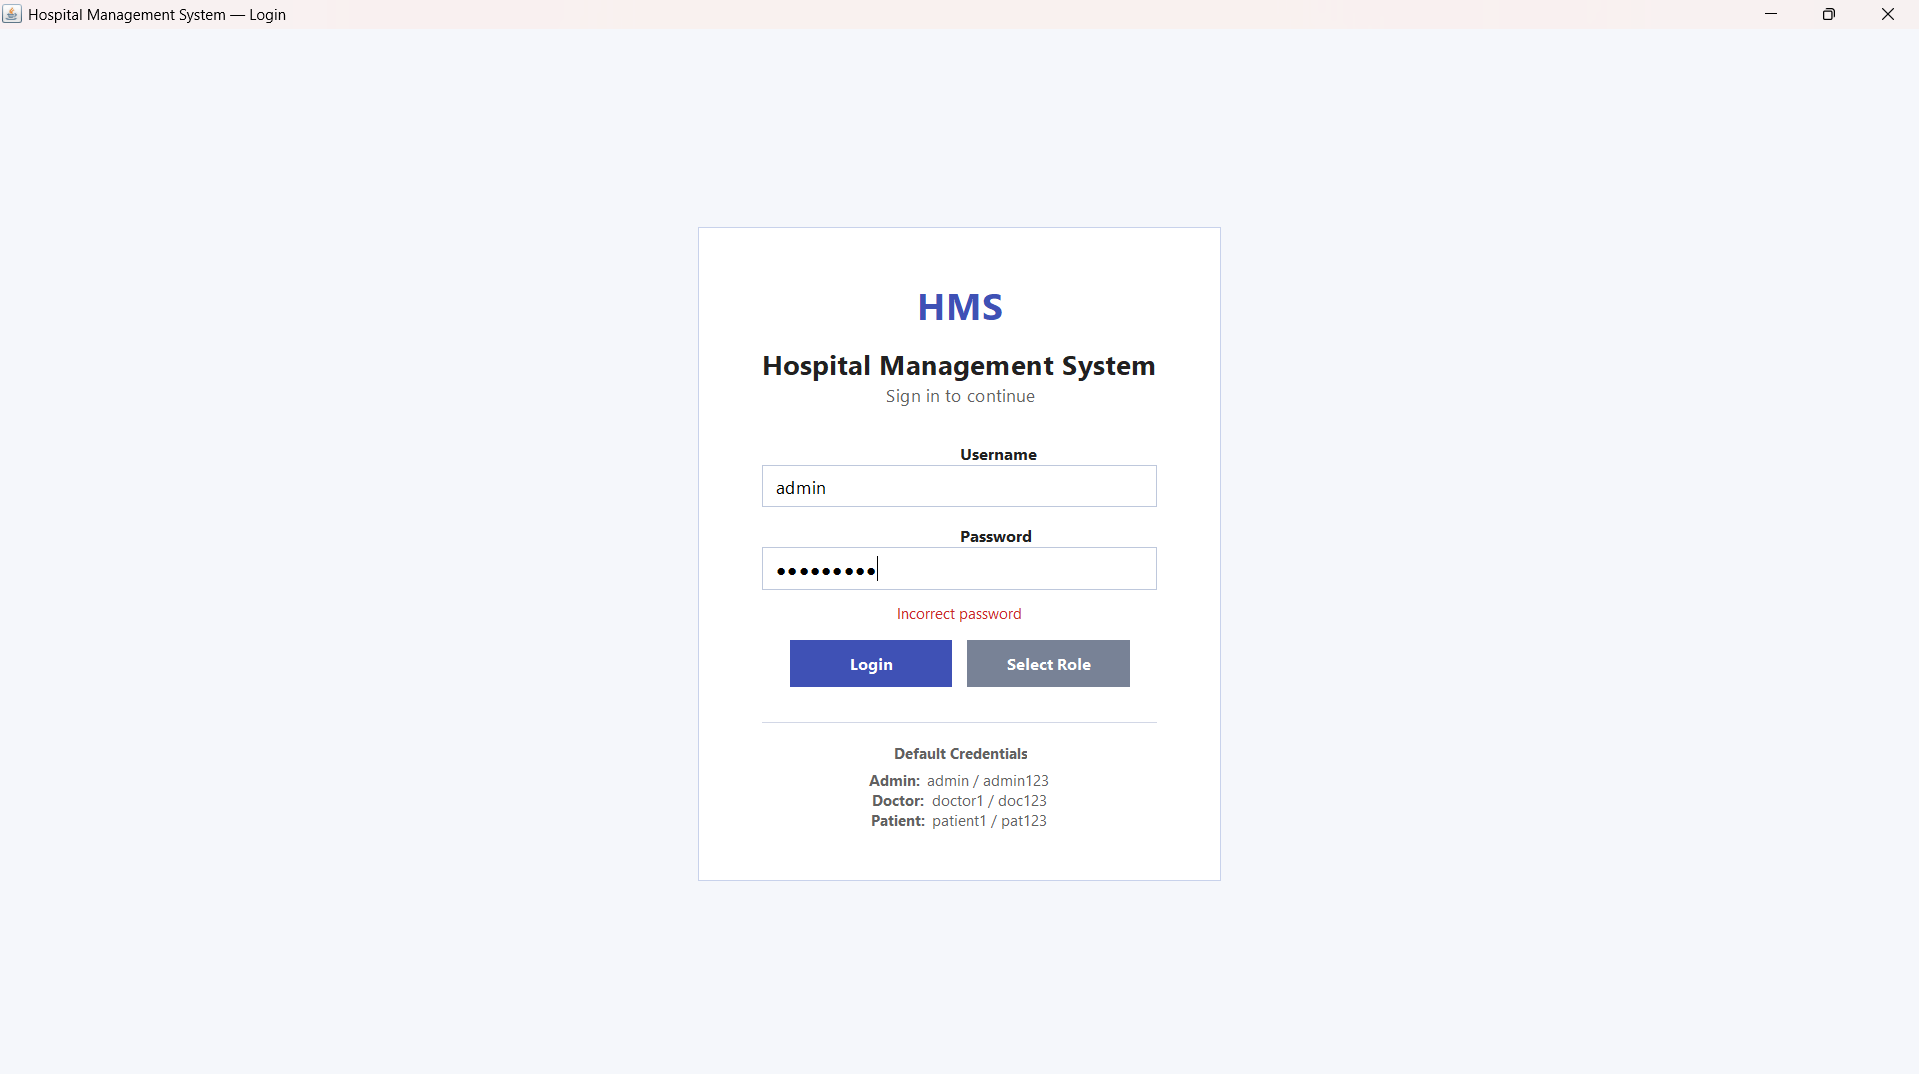 Hospital Management System — Login
HMS
Hospital Management System
Sign in to continue
Username
admin
Password
•••••••••
Incorrect password
Login Select Role
Default Credentials
Admin: admin / admin123
Doctor: doctor1 / doc123
Patient: patient1 / pat123